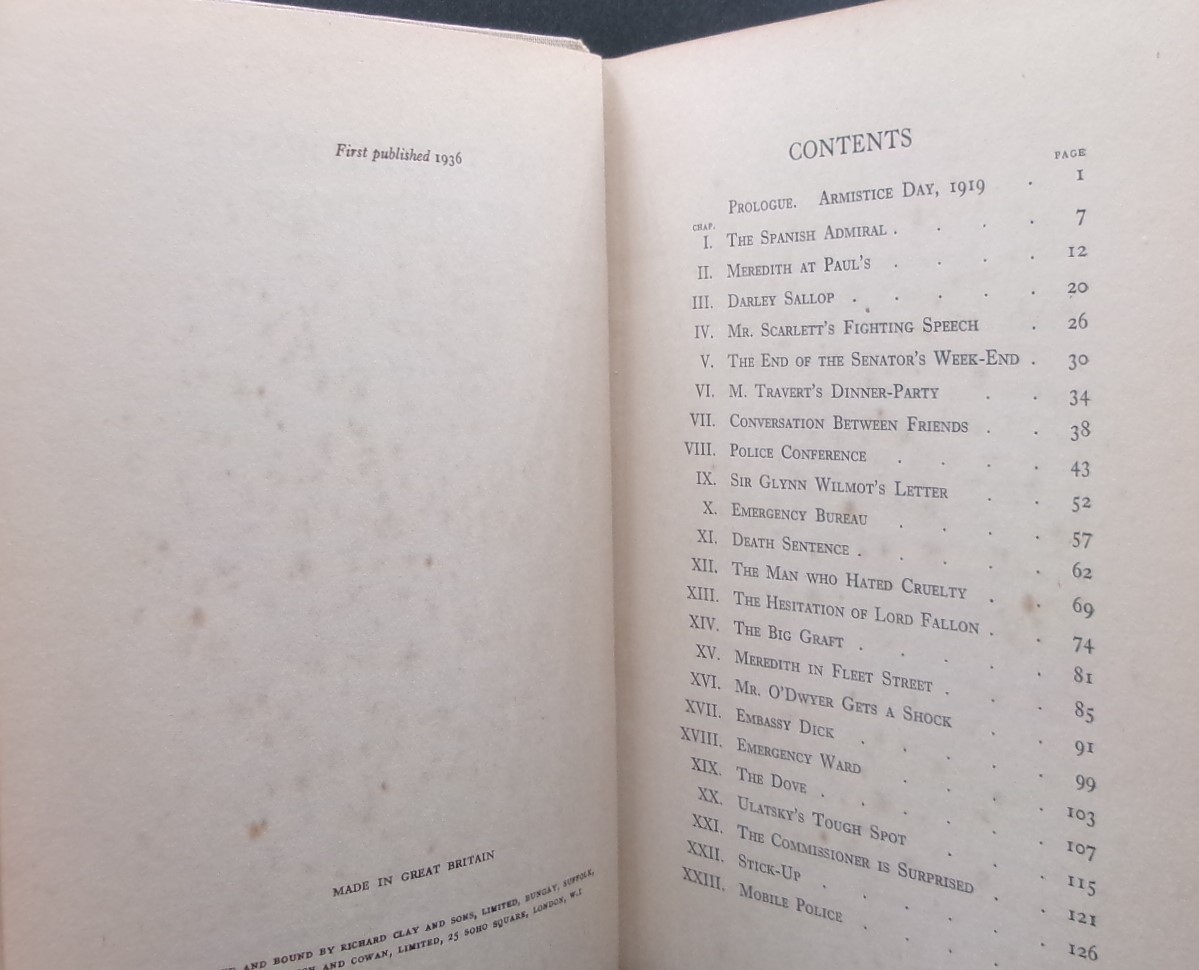 First published 1936
MADE IN GREAT BRITAIN
AND BOUND BY RICHARD CLAY AND SONS, LIMITED, BUNGAY, SUFFOLK,
AND COWAN, LIMITED, 25 SOHO SQUARE, LONDON, W.1
CONTENTS
PAGE
PROLOGUE. ARMISTICE DAY, 1919 . 1
CHAP.
I. THE SPANISH ADMIRAL . . . . 7
II. MEREDITH AT PAUL'S . . . . 12
III. DARLEY SALLOP . . . . . 20
IV. MR. SCARLETT'S FIGHTING SPEECH . 26
V. THE END OF THE SENATOR'S WEEK-END . 30
VI. M. TRAVERT'S DINNER-PARTY . . 34
VII. CONVERSATION BETWEEN FRIENDS . . 38
VIII. POLICE CONFERENCE . . . . 43
IX. SIR GLYNN WILMOT'S LETTER . . 52
X. EMERGENCY BUREAU . . . . 57
XI. DEATH SENTENCE . . . . . 62
XII. THE MAN WHO HATED CRUELTY . . 69
XIII. THE HESITATION OF LORD FALLON . . 74
XIV. THE BIG GRAFT . . . . . 81
XV. MEREDITH IN FLEET STREET . . . 85
XVI. MR. O'DWYER GETS A SHOCK . . 91
XVII. EMBASSY DICK . . . . . 99
XVIII. EMERGENCY WARD . . . . 103
XIX. THE DOVE . . . . . . 107
XX. ULATSKY'S TOUGH SPOT . . . 115
XXI. THE COMMISSIONER IS SURPRISED . . 121
XXII. STICK-UP . . . . . 126
XXIII. MOBILE POLICE . . . .